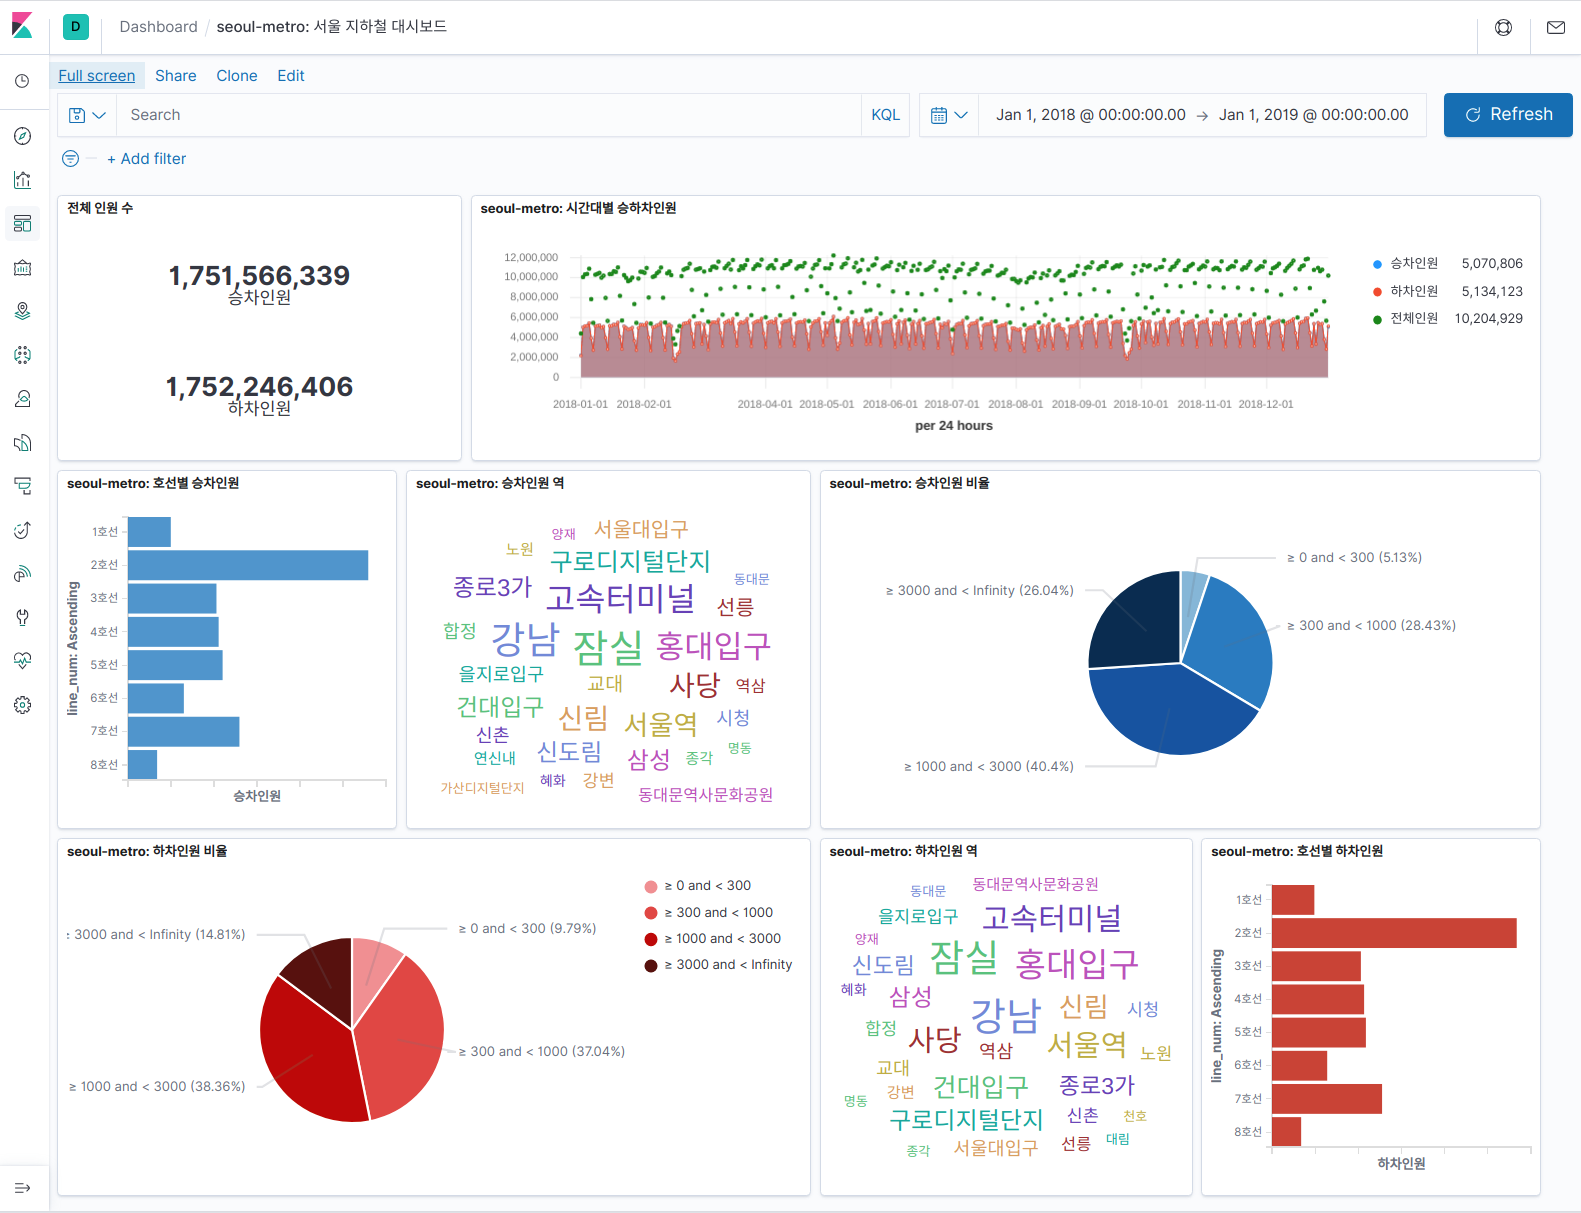 D Dashboard / seoul-metro: 서울 지하철 대시보드
Full screen Share Clone Edit
Search KQL Jan 1, 2018 @ 00:00:00.00 → Jan 1, 2019 @ 00:00:00.00 Refresh
+ Add filter
전체 인원 수
1,751,566,339
승차인원
1,752,246,406
하차인원
seoul-metro: 시간대별 승하차인원
12,000,000
10,000,000
8,000,000
6,000,000
4,000,000
2,000,000
0
2018-01-01 2018-02-01 2018-04-01 2018-05-01 2018-06-01 2018-07-01 2018-08-01 2018-09-01 2018-10-01 2018-11-01 2018-12-01
per 24 hours
승차인원 5,070,806
하차인원 5,134,123
전체인원 10,204,929
seoul-metro: 호선별 승차인원
line_num: Ascending
1호선
2호선
3호선
4호선
5호선
6호선
7호선
8호선
승차인원
seoul-metro: 승차인원 역
양재 서울대입구
노원 구로디지털단지
종로3가 고속터미널 동대문
선릉
합정 강남 잠실 홍대입구
을지로입구 교대 사당 역삼
건대입구 신림 서울역 시청
신촌 신도림 삼성 종각 명동
연신내
가산디지털단지 혜화 강변
동대문역사문화공원
seoul-metro: 승차인원 비율
≥ 0 and < 300 (5.13%)
≥ 3000 and < Infinity (26.04%)
≥ 300 and < 1000 (28.43%)
≥ 1000 and < 3000 (40.4%)
seoul-metro: 하차인원 비율
≥ 0 and < 300
≥ 300 and < 1000
≥ 1000 and < 3000
≥ 3000 and < Infinity
≥ 0 and < 300 (9.79%)
: 3000 and < Infinity (14.81%)
≥ 300 and < 1000 (37.04%)
≥ 1000 and < 3000 (38.36%)
seoul-metro: 하차인원 역
동대문 동대문역사문화공원
을지로입구 고속터미널
양재 잠실 홍대입구
신도림
혜화 삼성 강남 신림 시청
합정 사당 역삼 서울역 노원
교대
강변 건대입구 종로3가
명동
구로디지털단지 신촌 천호
종각 서울대입구 선릉 대림
seoul-metro: 호선별 하차인원
line_num: Ascending
1호선
2호선
3호선
4호선
5호선
6호선
7호선
8호선
하차인원